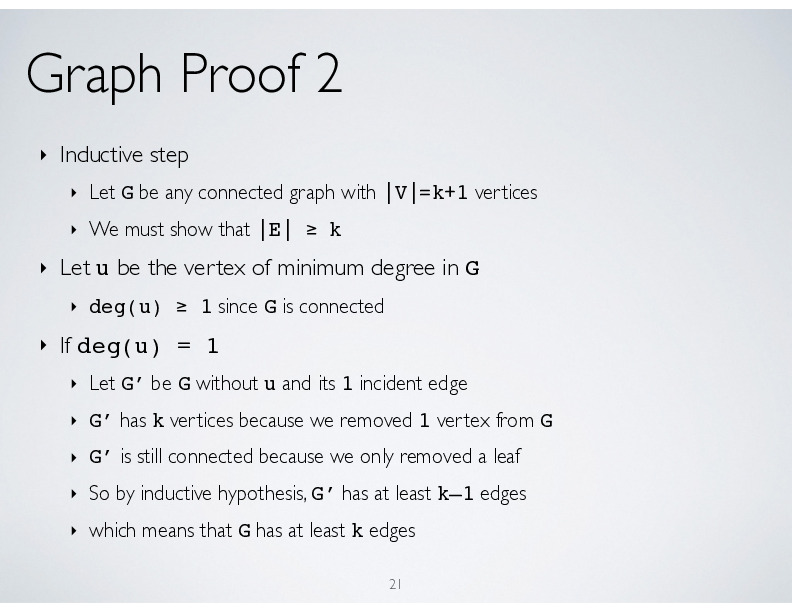 Graph Proof 2
‣ Inductive step
‣ Let G be any connected graph with |V|=k+1 vertices
‣ We must show that |E| ≥ k
‣ Let u be the vertex of minimum degree in G
‣ deg(u) ≥ 1 since G is connected
‣ If deg(u) = 1
‣ Let G’ be G without u and its 1 incident edge
‣ G’ has k vertices because we removed 1 vertex from G
‣ G’ is still connected because we only removed a leaf
‣ So by inductive hypothesis, G’ has at least k–1 edges
‣ which means that G has at least k edges
21